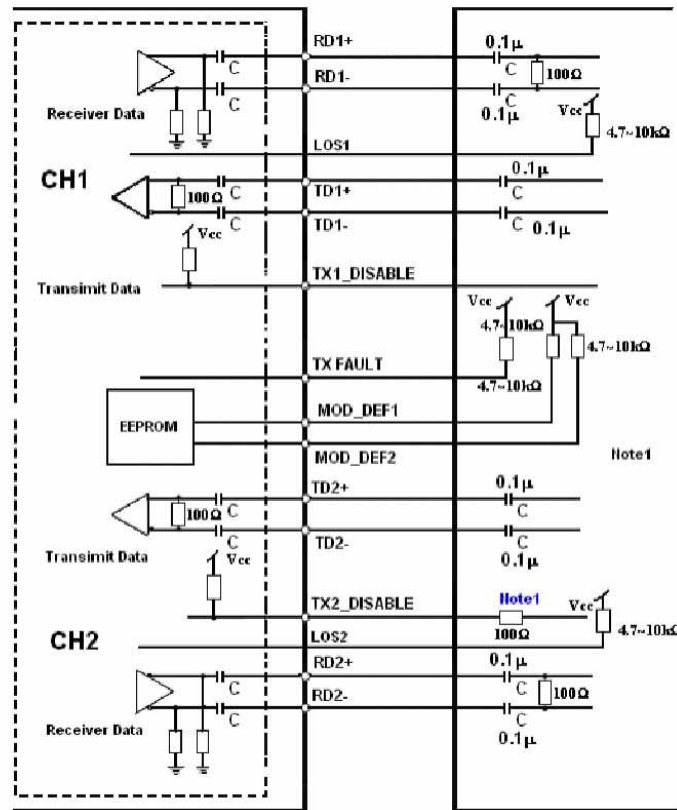 RD1+
0.1μ
C
C
100Ω
RD1-
C
C
0.1μ
Vcc
Receiver Data
4.7~10kΩ
LOS1
CH1
TD1+
0.1μ
100Ω
C
C
C
TD1-
C
0.1μ
Vcc
TX1_DISABLE
Transimit Data
Vcc
Vcc
4.7~10kΩ
4.7~10kΩ
TX FAULT
4.7~10kΩ
MOD_DEF1
EEPROM
MOD_DEF2
Note1
TD2+
0.1μ
100Ω
C
C
C
TD2-
C
0.1μ
Transimit Data
Vcc
TX2_DISABLE
Note1
Vcc
100Ω
4.7~10kΩ
CH2
LOS2
RD2+
0.1μ
C
C
100Ω
RD2-
C
C
0.1μ
Receiver Data